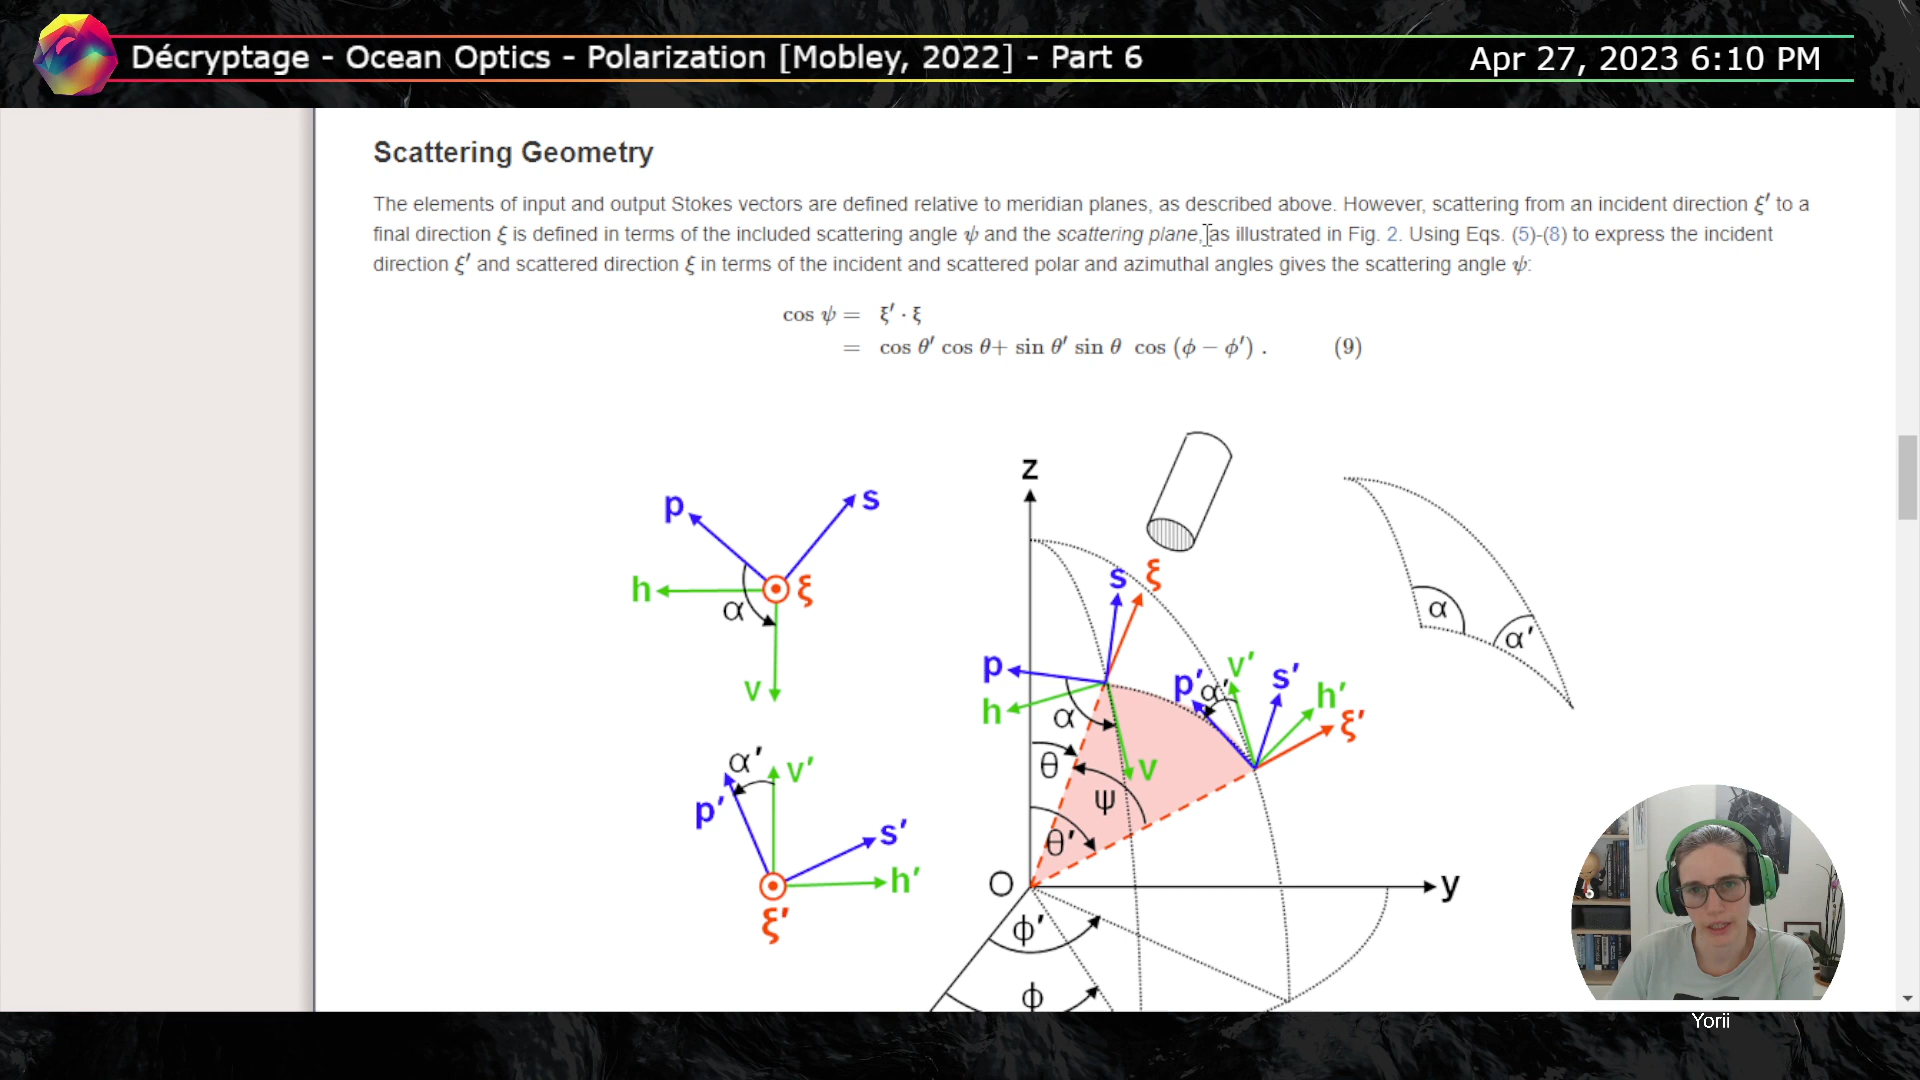 Décryptage - Ocean Optics - Polarization [Mobley, 2022] - Part 6
Apr 27, 2023 6:10 PM
Scattering Geometry
The elements of input and output Stokes vectors are defined relative to meridian planes, as described above. However, scattering from an incident direction ξ′ to a
final direction ξ is defined in terms of the included scattering angle ψ and the scattering plane, as illustrated in Fig. 2. Using Eqs. (5)-(8) to express the incident
direction ξ′ and scattered direction ξ in terms of the incident and scattered polar and azimuthal angles gives the scattering angle ψ:
cos ψ = ξ′ · ξ
= cos θ′ cos θ+ sin θ′ sin θ cos (ϕ − ϕ′) . (9)
p
s
h
ξ
α
v
α′
v′
p′
s′
h′
ξ′
z
s
ξ
p
h
α
v
θ
ψ
θ′
p′
α′
v′
s′
h′
ξ′
O
y
ϕ′
ϕ
α
α′
Yorii